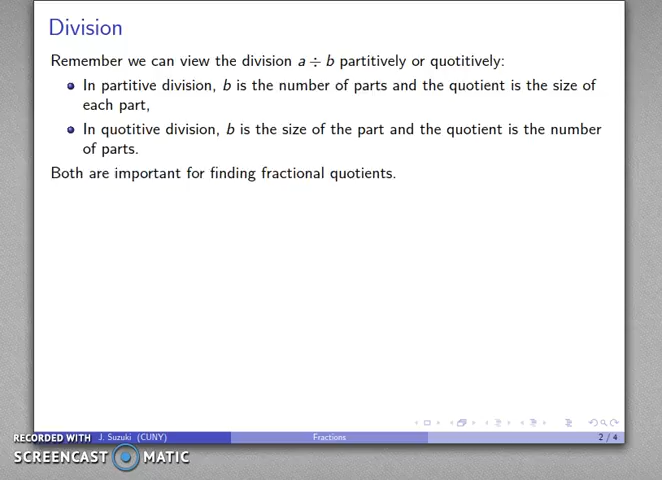 Division
Remember we can view the division a ÷ b partitively or quotitively:
In partitive division, b is the number of parts and the quotient is the size of
each part,
In quotitive division, b is the size of the part and the quotient is the number
of parts.
Both are important for finding fractional quotients.
RECORDED WITH
J. Suzuki (CUNY)
Fractions
2 / 4
SCREENCAST MATIC